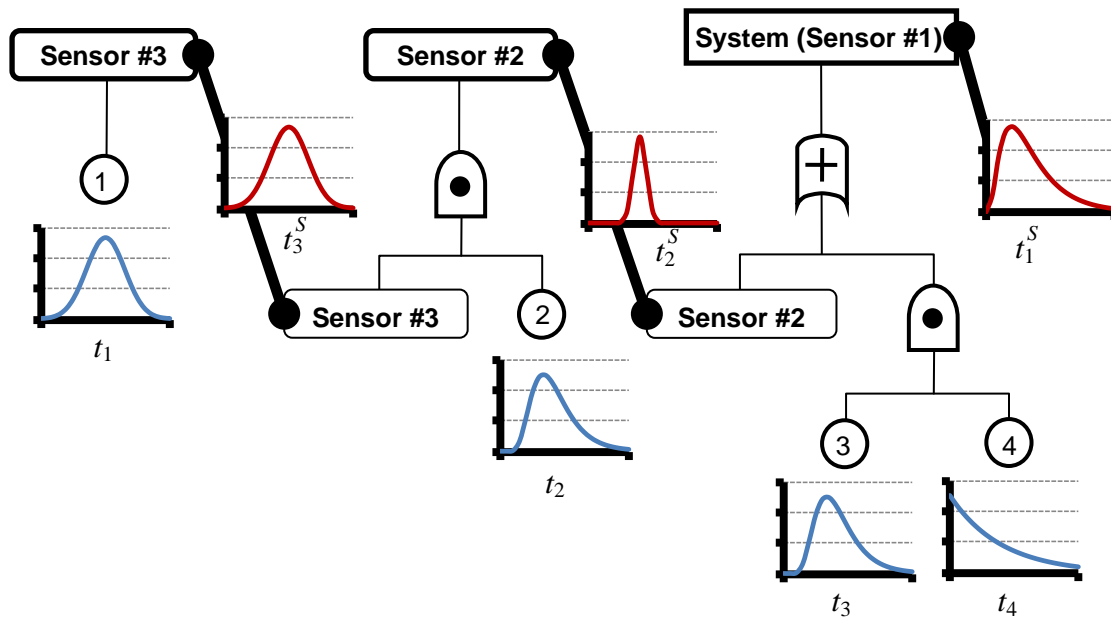 Sensor #3
Sensor #2
System (Sensor #1)
1
+
t_3^S
t_2^S
t_1^S
Sensor #3
2
Sensor #2
t_1
t_2
3
4
t_3
t_4